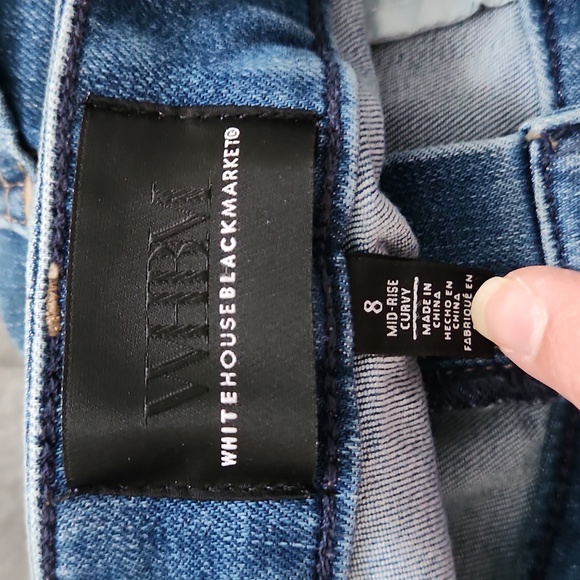 WHBM
WHITEHOUSEBLACKMARKET®
8
MID-RISE
CURVY
MADE IN
CHINA
HECHO EN
CHINA
FABRIQUÉ EN